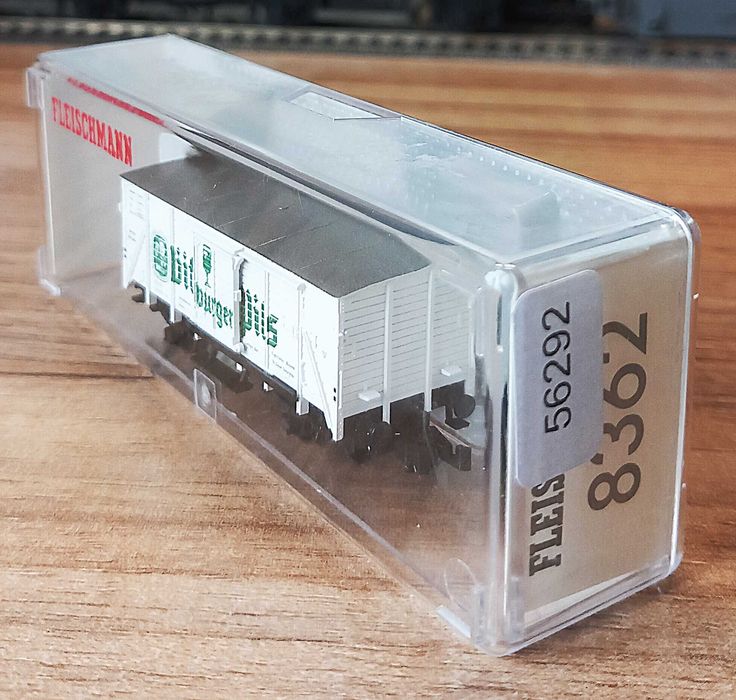 FLEISCHMANN
Bitburger Pils
56292
8362
FLEIS